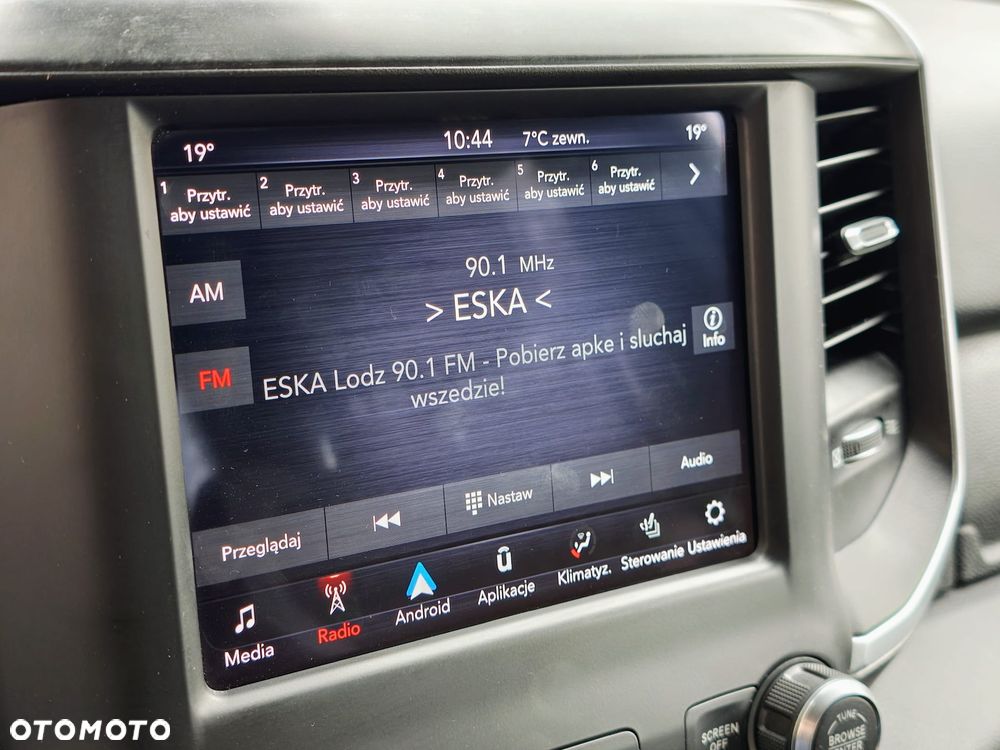 19° 10:44 7°C zewn. 19°
1 Przytr. aby ustawić
2 Przytr. aby ustawić
3 Przytr. aby ustawić
4 Przytr. aby ustawić
5 Przytr. aby ustawić
6 Przytr. aby ustawić
90.1 MHz
AM
> ESKA <
Info
FM
ESKA Lodz 90.1 FM - Pobierz apke i sluchaj
wszedzie!
Przeglądaj Nastaw Audio
Media Radio Android Aplikacje Klimatyz. Sterowanie Ustawienia
SCREEN
OFF
TUNE
BROWSE
OTOMOTO